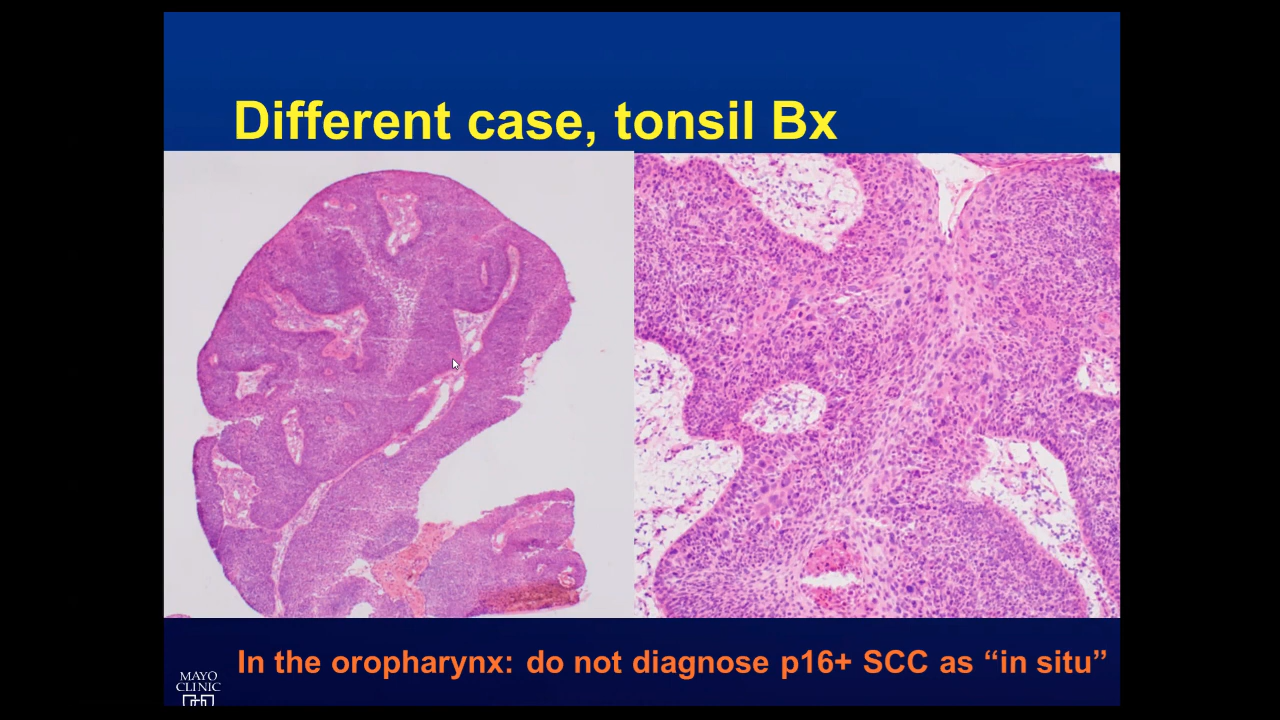 Different case, tonsil Bx
In the oropharynx: do not diagnose p16+ SCC as “in situ”
MAYO
CLINIC